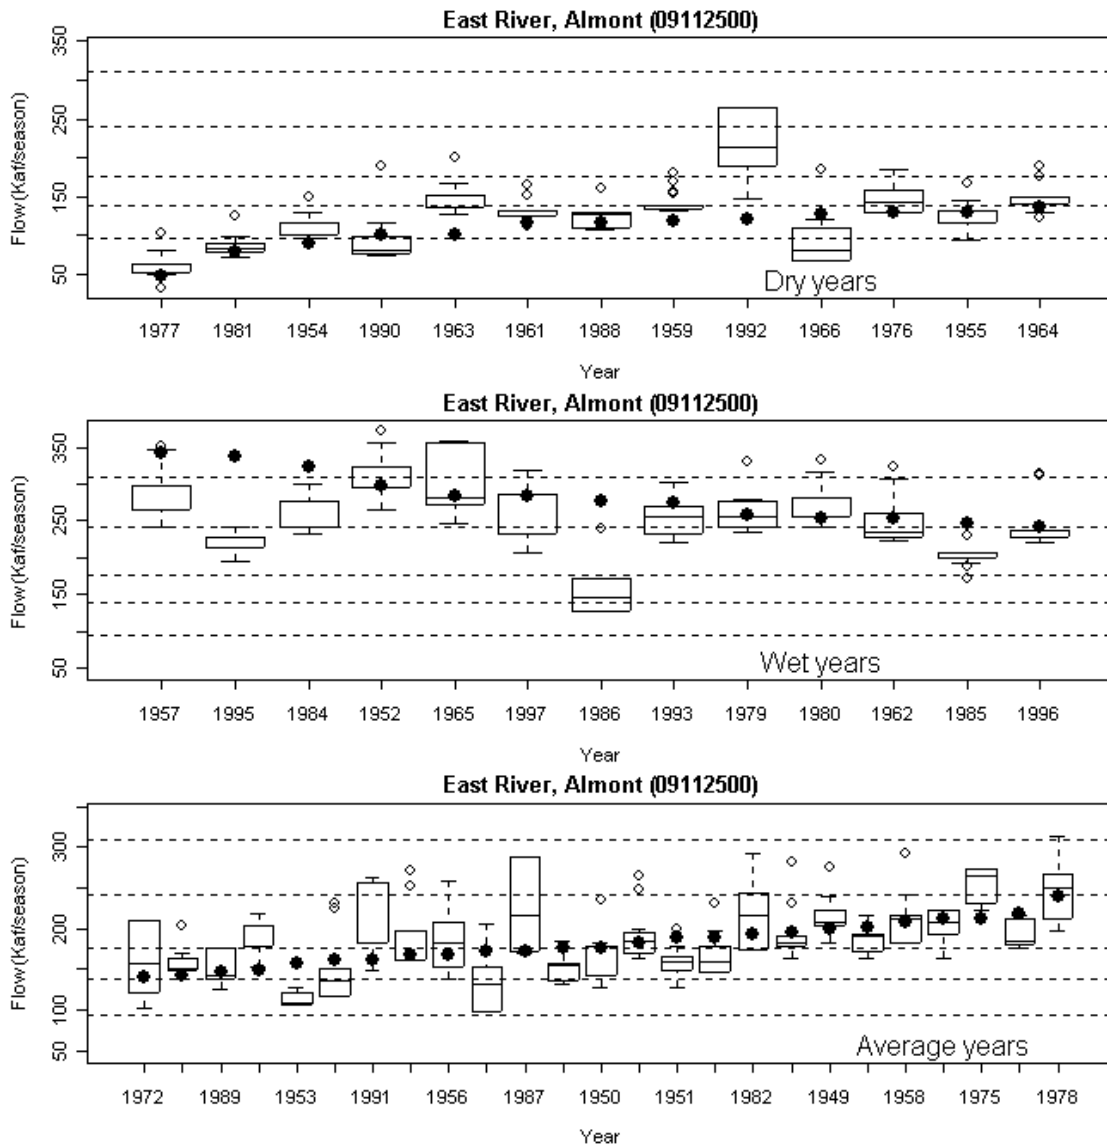 East River, Almont (09112500)
350
250
150
50
Flow(Kaf/season)
Dry years
1977 1981 1954 1990 1963 1961 1988 1959 1992 1966 1976 1955 1964
Year
East River, Almont (09112500)
350
250
150
50
Flow(Kaf/season)
Wet years
1957 1995 1984 1952 1965 1997 1986 1993 1979 1980 1962 1985 1996
Year
East River, Almont (09112500)
300
200
100
50
Flow(Kaf/season)
Average years
1972 1989 1953 1991 1956 1987 1950 1951 1982 1949 1958 1975 1978
Year